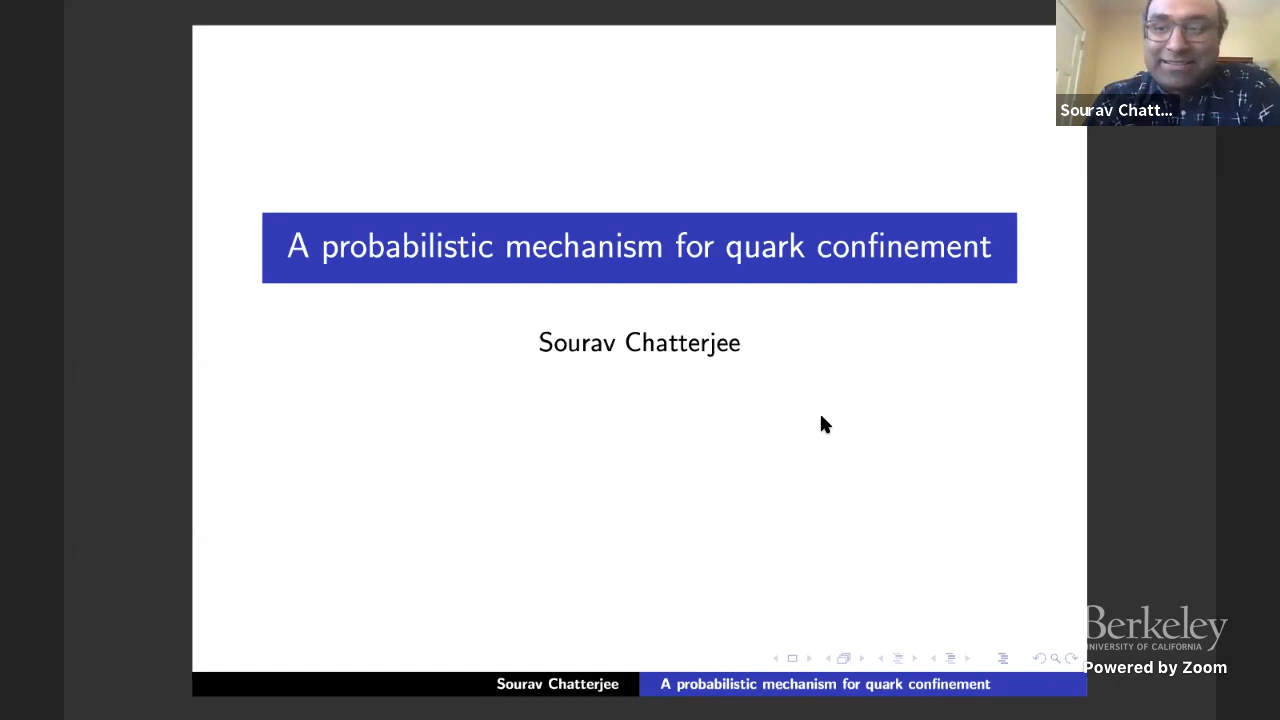 Sourav Chatt...
A probabilistic mechanism for quark confinement
Sourav Chatterjee
Berkeley
UNIVERSITY OF CALIFORNIA
Powered by Zoom
Sourav Chatterjee
A probabilistic mechanism for quark confinement